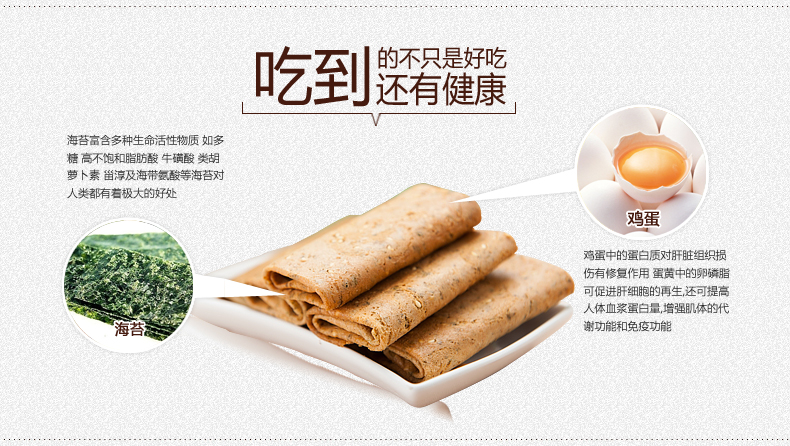 吃到的不只是好吃
还有健康
海苔富含多种生命活性物质 如多
糖 高不饱和脂肪酸 牛磺酸 类胡
萝卜素 甾淳及海带氨酸等海苔对
人类都有着极大的好处
海苔
鸡蛋
鸡蛋中的蛋白质对肝脏组织损
伤有修复作用 蛋黄中的卵磷脂
可促进肝细胞的再生,还可提高
人体血浆蛋白量,增强肌体的代
谢功能和免疫功能